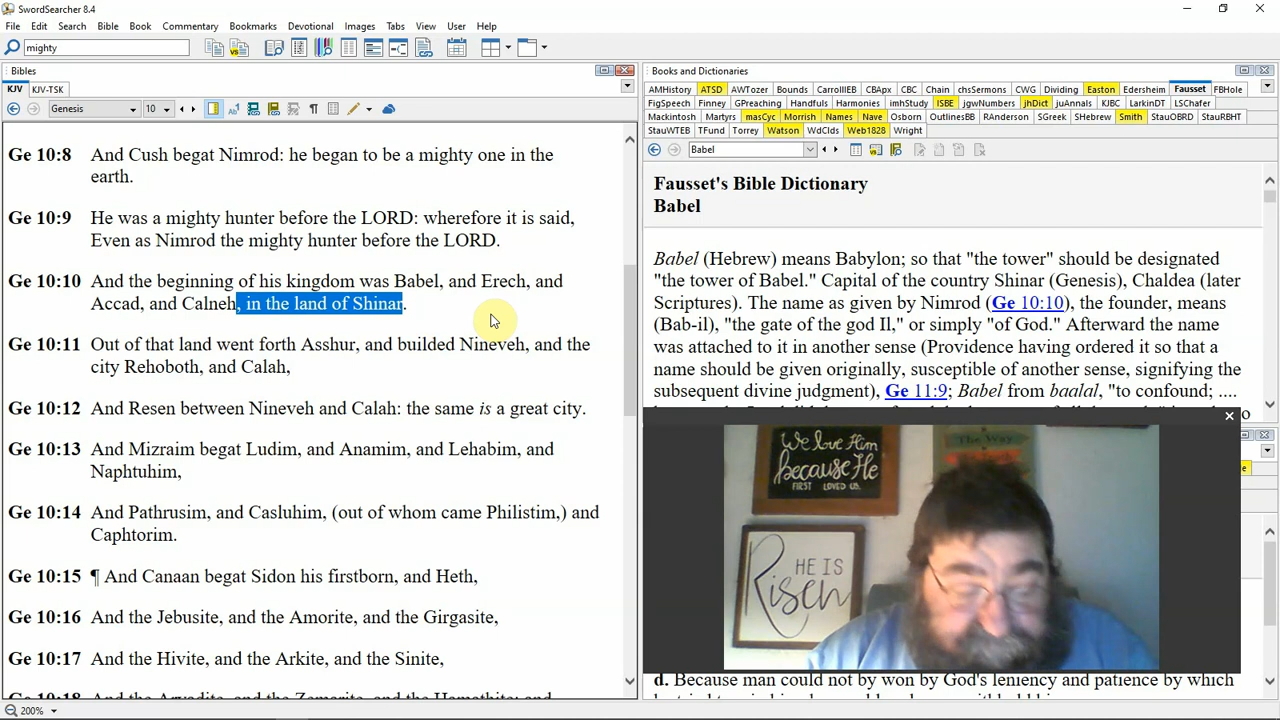 SwordSearcher 8.4
File Edit Search Bible Book Commentary Bookmarks Devotional Images Tabs View User Help
mighty
Bibles
KJV KJV-TSK
Genesis 10
Ge 10:8 And Cush begat Nimrod: he began to be a mighty one in the
earth.
Ge 10:9 He was a mighty hunter before the LORD: wherefore it is said,
Even as Nimrod the mighty hunter before the LORD.
Ge 10:10 And the beginning of his kingdom was Babel, and Erech, and
Accad, and Calneh, in the land of Shinar.
Ge 10:11 Out of that land went forth Asshur, and builded Nineveh, and the
city Rehoboth, and Calah,
Ge 10:12 And Resen between Nineveh and Calah: the same is a great city.
Ge 10:13 And Mizraim begat Ludim, and Anamim, and Lehabim, and
Naphtuhim,
Ge 10:14 And Pathrusim, and Casluhim, (out of whom came Philistim,) and
Caphtorim.
Ge 10:15 ¶ And Canaan begat Sidon his firstborn, and Heth,
Ge 10:16 And the Jebusite, and the Amorite, and the Girgasite,
Ge 10:17 And the Hivite, and the Arkite, and the Sinite,
Ge 10:18 And the Arvadite, and the Zemarite, and the Hamathite: and
200%
Books and Dictionaries
AMHistory ATSD AWTozer Bounds CarrollEB CBApx CBC Chain chsSermons CWG Dividing Easton Edersheim Fausset FBHole
FigSpeech Finney GPreaching Handfuls Harmonies imhStudy ISBE jgwNumbers jhDict juAnnals KJBC LarkinDT LSChafer
Mackintosh Martyrs masCyc Morrish Names Nave Osborn OutlinesBB RAnderson SGreek SHebrew Smith StauOBRD StauRBHT
StauWTEB TFund Torrey Watson WdClds Web1828 Wright
Babel
Fausset's Bible Dictionary
Babel
Babel (Hebrew) means Babylon; so that "the tower" should be designated
"the tower of Babel." Capital of the country Shinar (Genesis), Chaldea (later
Scriptures). The name as given by Nimrod (Ge 10:10), the founder, means
(Bab-il), "the gate of the god Il," or simply "of God." Afterward the name
was attached to it in another sense (Providence having ordered it so that a
name should be given originally, susceptible of another sense, signifying the
subsequent divine judgment), Ge 11:9; Babel from baalal, "to confound; ....
We love Him
because He
FIRST LOVED US.
The Way
HE IS
Risen
d. Because man could not by won by God's leniency and patience by which